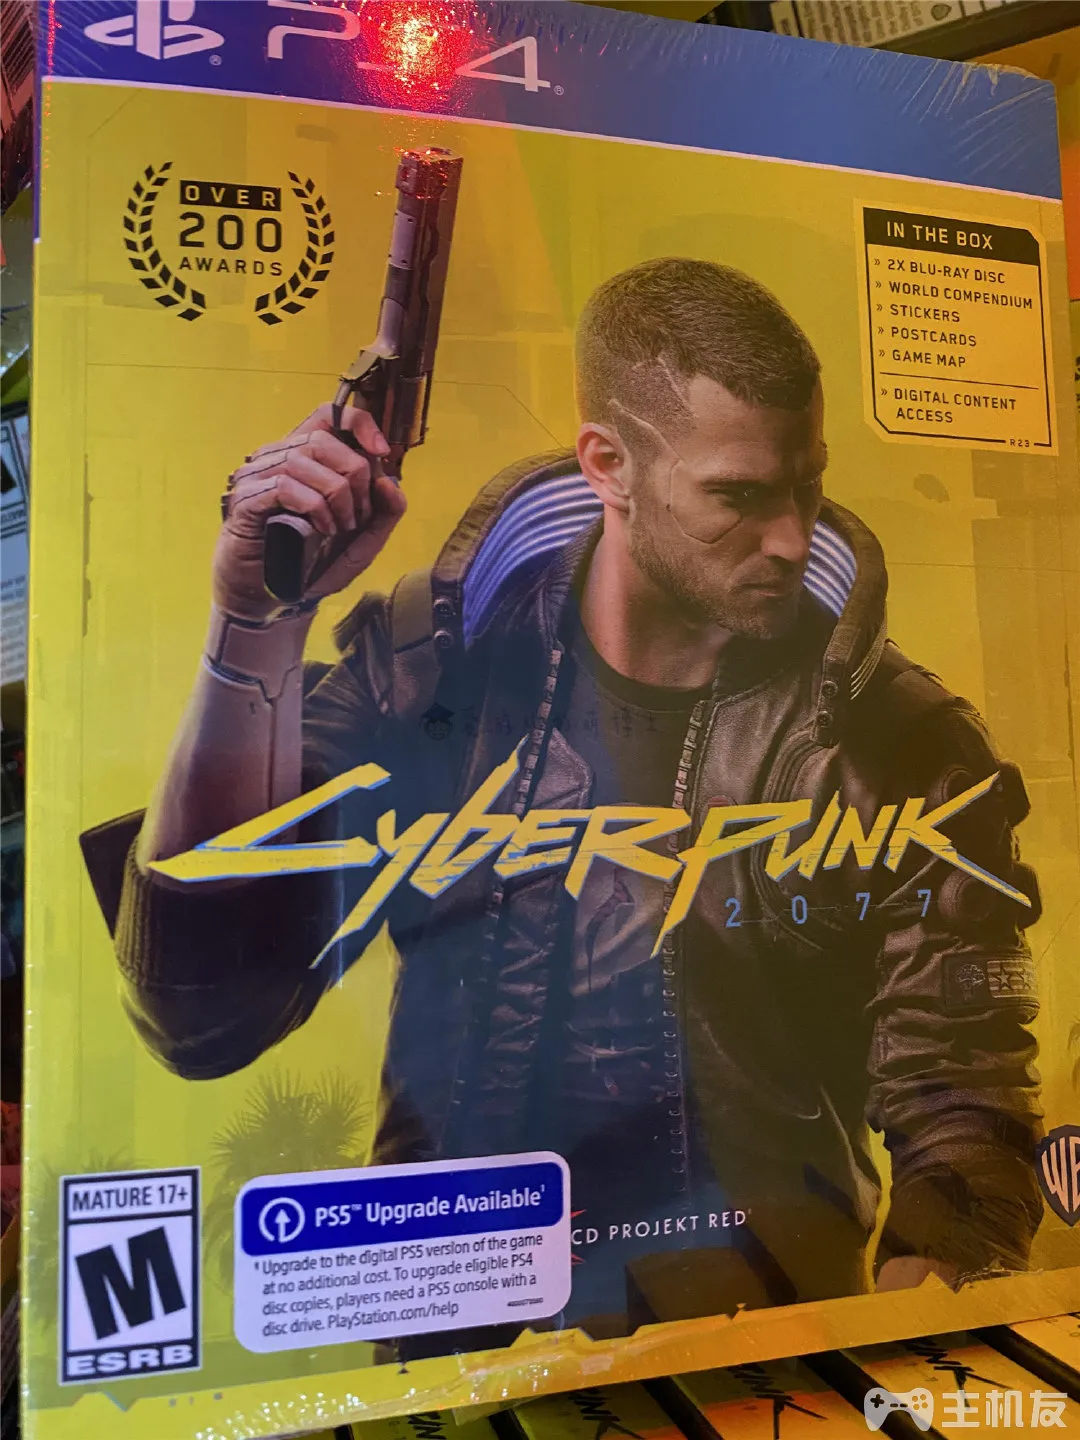 PS4
OVER
200
AWARDS
IN THE BOX
» 2X BLU-RAY DISC
» WORLD COMPENDIUM
» STICKERS
» POSTCARDS
» GAME MAP
» DIGITAL CONTENT
ACCESS
R23
CYBERPUNK
2077
MATURE 17+
M
ESRB
PS5™ Upgrade Available¹
¹Upgrade to the digital PS5 version of the game
at no additional cost. To upgrade eligible PS4
disc copies, players need a PS5 console with a
disc drive. PlayStation.com/help
CD PROJEKT RED®
WB
主机友